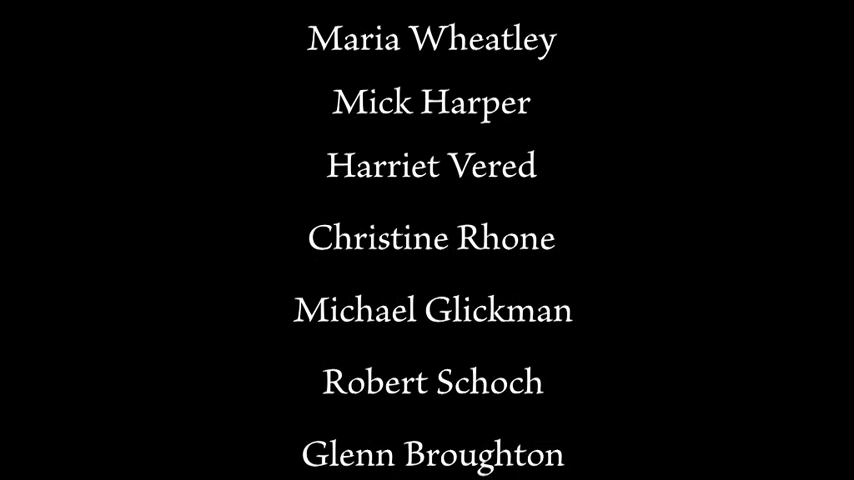 Maria Wheatley
Mick Harper
Harriet Vered
Christine Rhone
Michael Glickman
Robert Schoch
Glenn Broughton